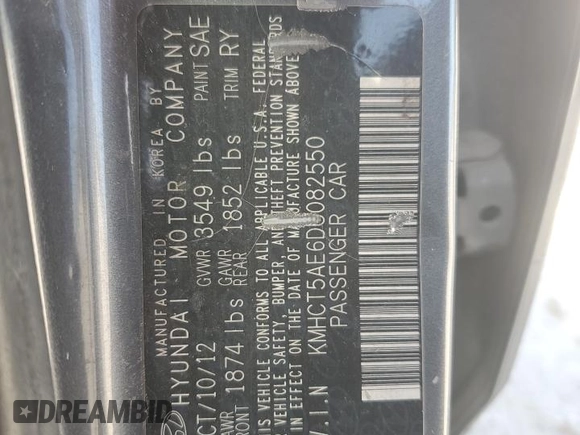 MANUFACTURED IN KOREA BY
HYUNDAI MOTOR COMPANY
CT/10/12 GVWR 3549 lbs PAINT SAE
GAWR 1874 lbs GAWR REAR 1852 lbs TRIM RY
RONT
IS VEHICLE CONFORMS TO ALL APPLICABLE U.S.A. FEDERAL
VEHICLE SAFETY, BUMPER, AND THEFT PREVENTION STANDARDS
IN EFFECT ON THE DATE OF MANUFACTURE SHOWN ABOVE
V.I.N KMHCT5AE6DU082550
PASSENGER CAR
DREAMBID